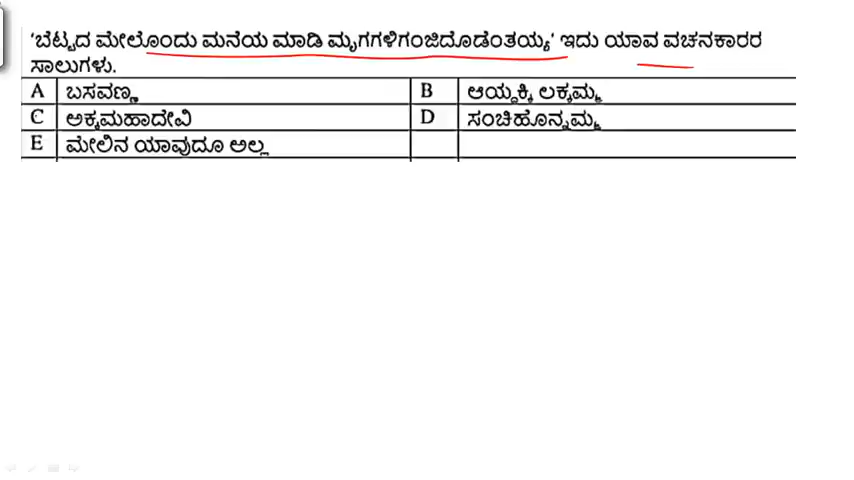 ‘ಬೆಟ್ಟದ ಮೇಲೊಂದು ಮನೆಯ ಮಾಡಿ ಮೃಗಗಳಿಗಂಜಿದೊಡೆಂತಯ್ಯ’ ಇದು ಯಾವ ವಚನಕಾರರ
ಸಾಲುಗಳು.
A ಬಸವಣ್ಣ B ಆಯ್ದಕ್ಕಿ ಲಕ್ಕಮ್ಮ
C ಅಕ್ಕಮಹಾದೇವಿ D ಸಂಚಿಹೊನ್ನಮ್ಮ
E ಮೇಲಿನ ಯಾವುದೂ ಅಲ್ಲ